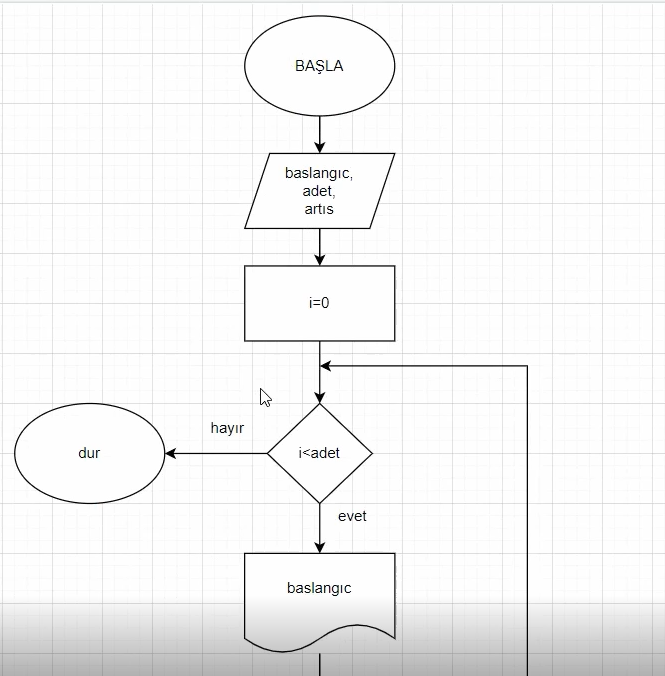 BAŞLA
baslangıc,
adet,
artıs
i=0
i<adet
hayır
dur
evet
baslangıc